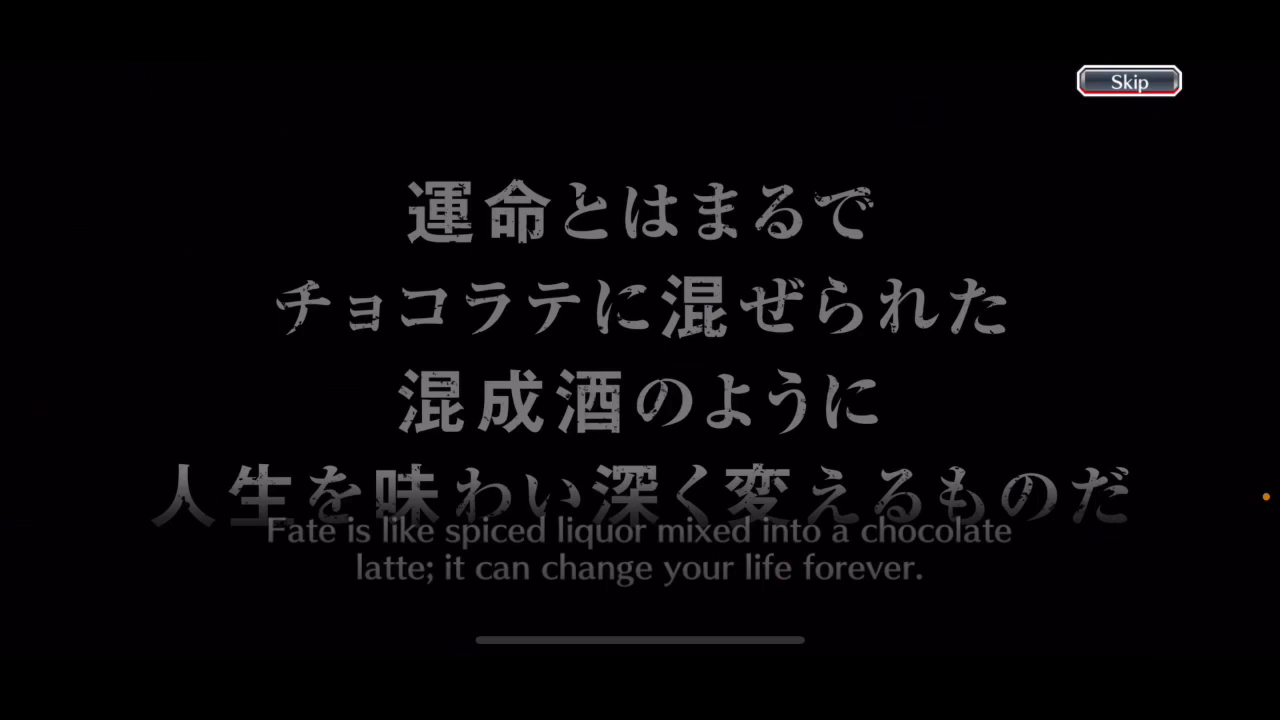 Skip
運命とはまるで
チョコラテに混ぜられた
混成酒のように
人生を味わい深く変えるものだ
Fate is like spiced liquor mixed into a chocolate
latte; it can change your life forever.